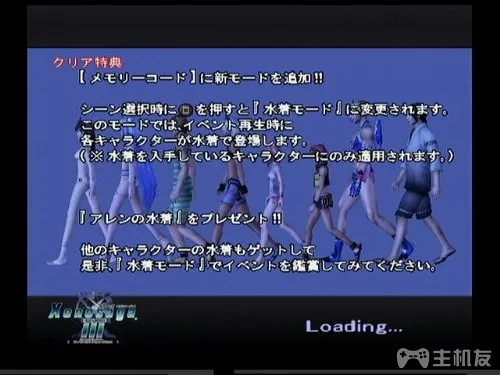 クリア特典
【メモリーコード】に新モードを追加!!
シーン選択時に□を押すと『水着モード』に変更されます。
このモードでは、イベント再生時に
各キャラクターが水着で登場します。
(※水着を入手しているキャラクターにのみ適用されます。)
『アレンの水着』をプレゼント!!
他のキャラクターの水着もゲットして
是非、『水着モード』でイベントを鑑賞してみてください。
Xenosaga
III
Loading...
主机友